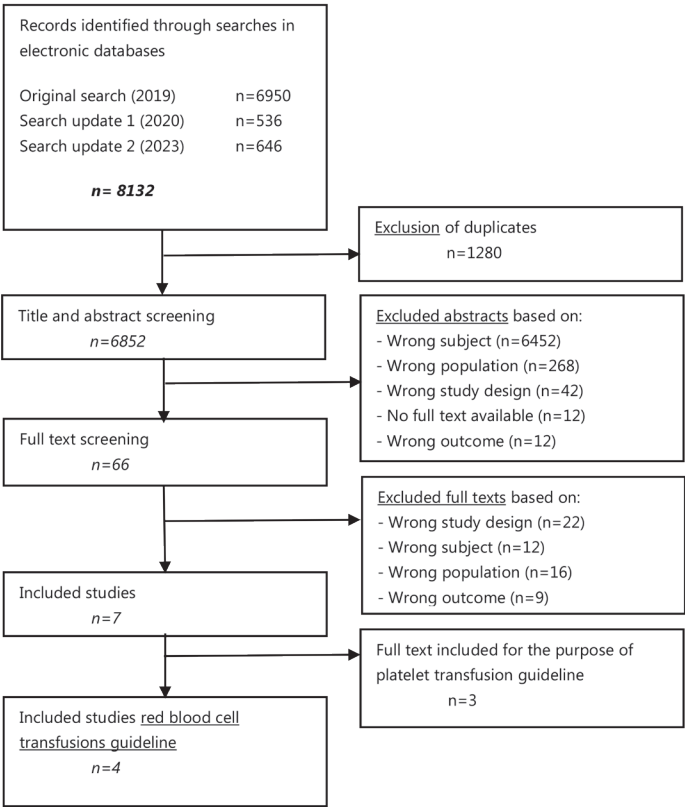 Records identified through searches in
electronic databases
Original search (2019) n=6950
Search update 1 (2020) n=536
Search update 2 (2023) n=646
n= 8132
Exclusion of duplicates
n=1280
Title and abstract screening
n=6852
Excluded abstracts based on:
- Wrong subject (n=6452)
- Wrong population (n=268)
- Wrong study design (n=42)
- No full text available (n=12)
- Wrong outcome (n=12)
Full text screening
n=66
Excluded full texts based on:
- Wrong study design (n=22)
- Wrong subject (n=12)
- Wrong population (n=16)
- Wrong outcome (n=9)
Included studies
n=7
Full text included for the purpose of
platelet transfusion guideline
n=3
Included studies red blood cell
transfusions guideline
n=4